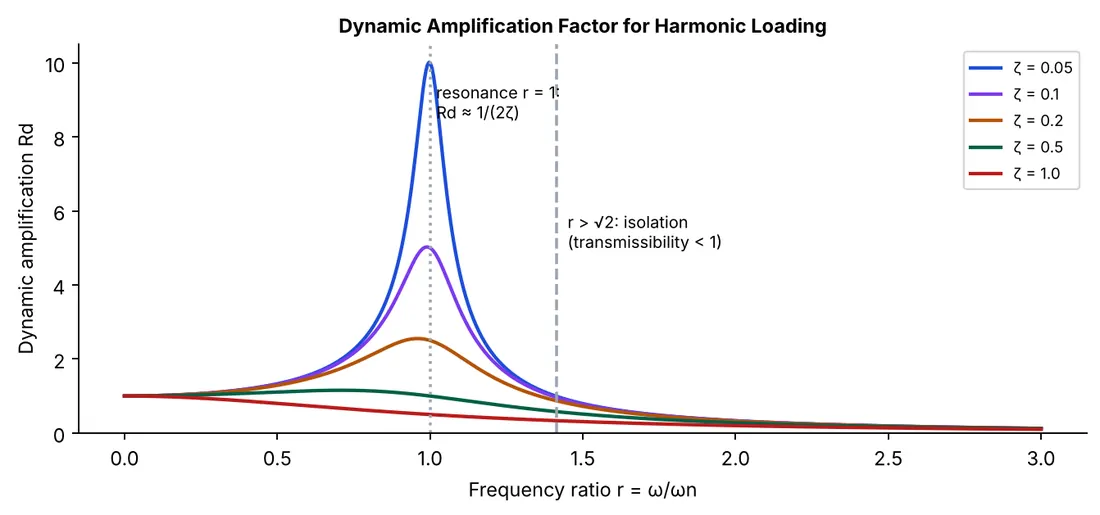 Dynamic Amplification Factor for Harmonic Loading
Dynamic amplification Rd
10
8
6
4
2
0
resonance r = 1:
Rd ≈ 1/(2ζ)
r > √2: isolation
(transmissibility < 1)
ζ = 0.05
ζ = 0.1
ζ = 0.2
ζ = 0.5
ζ = 1.0
0.0 0.5 1.0 1.5 2.0 2.5 3.0
Frequency ratio r = ω/ωn